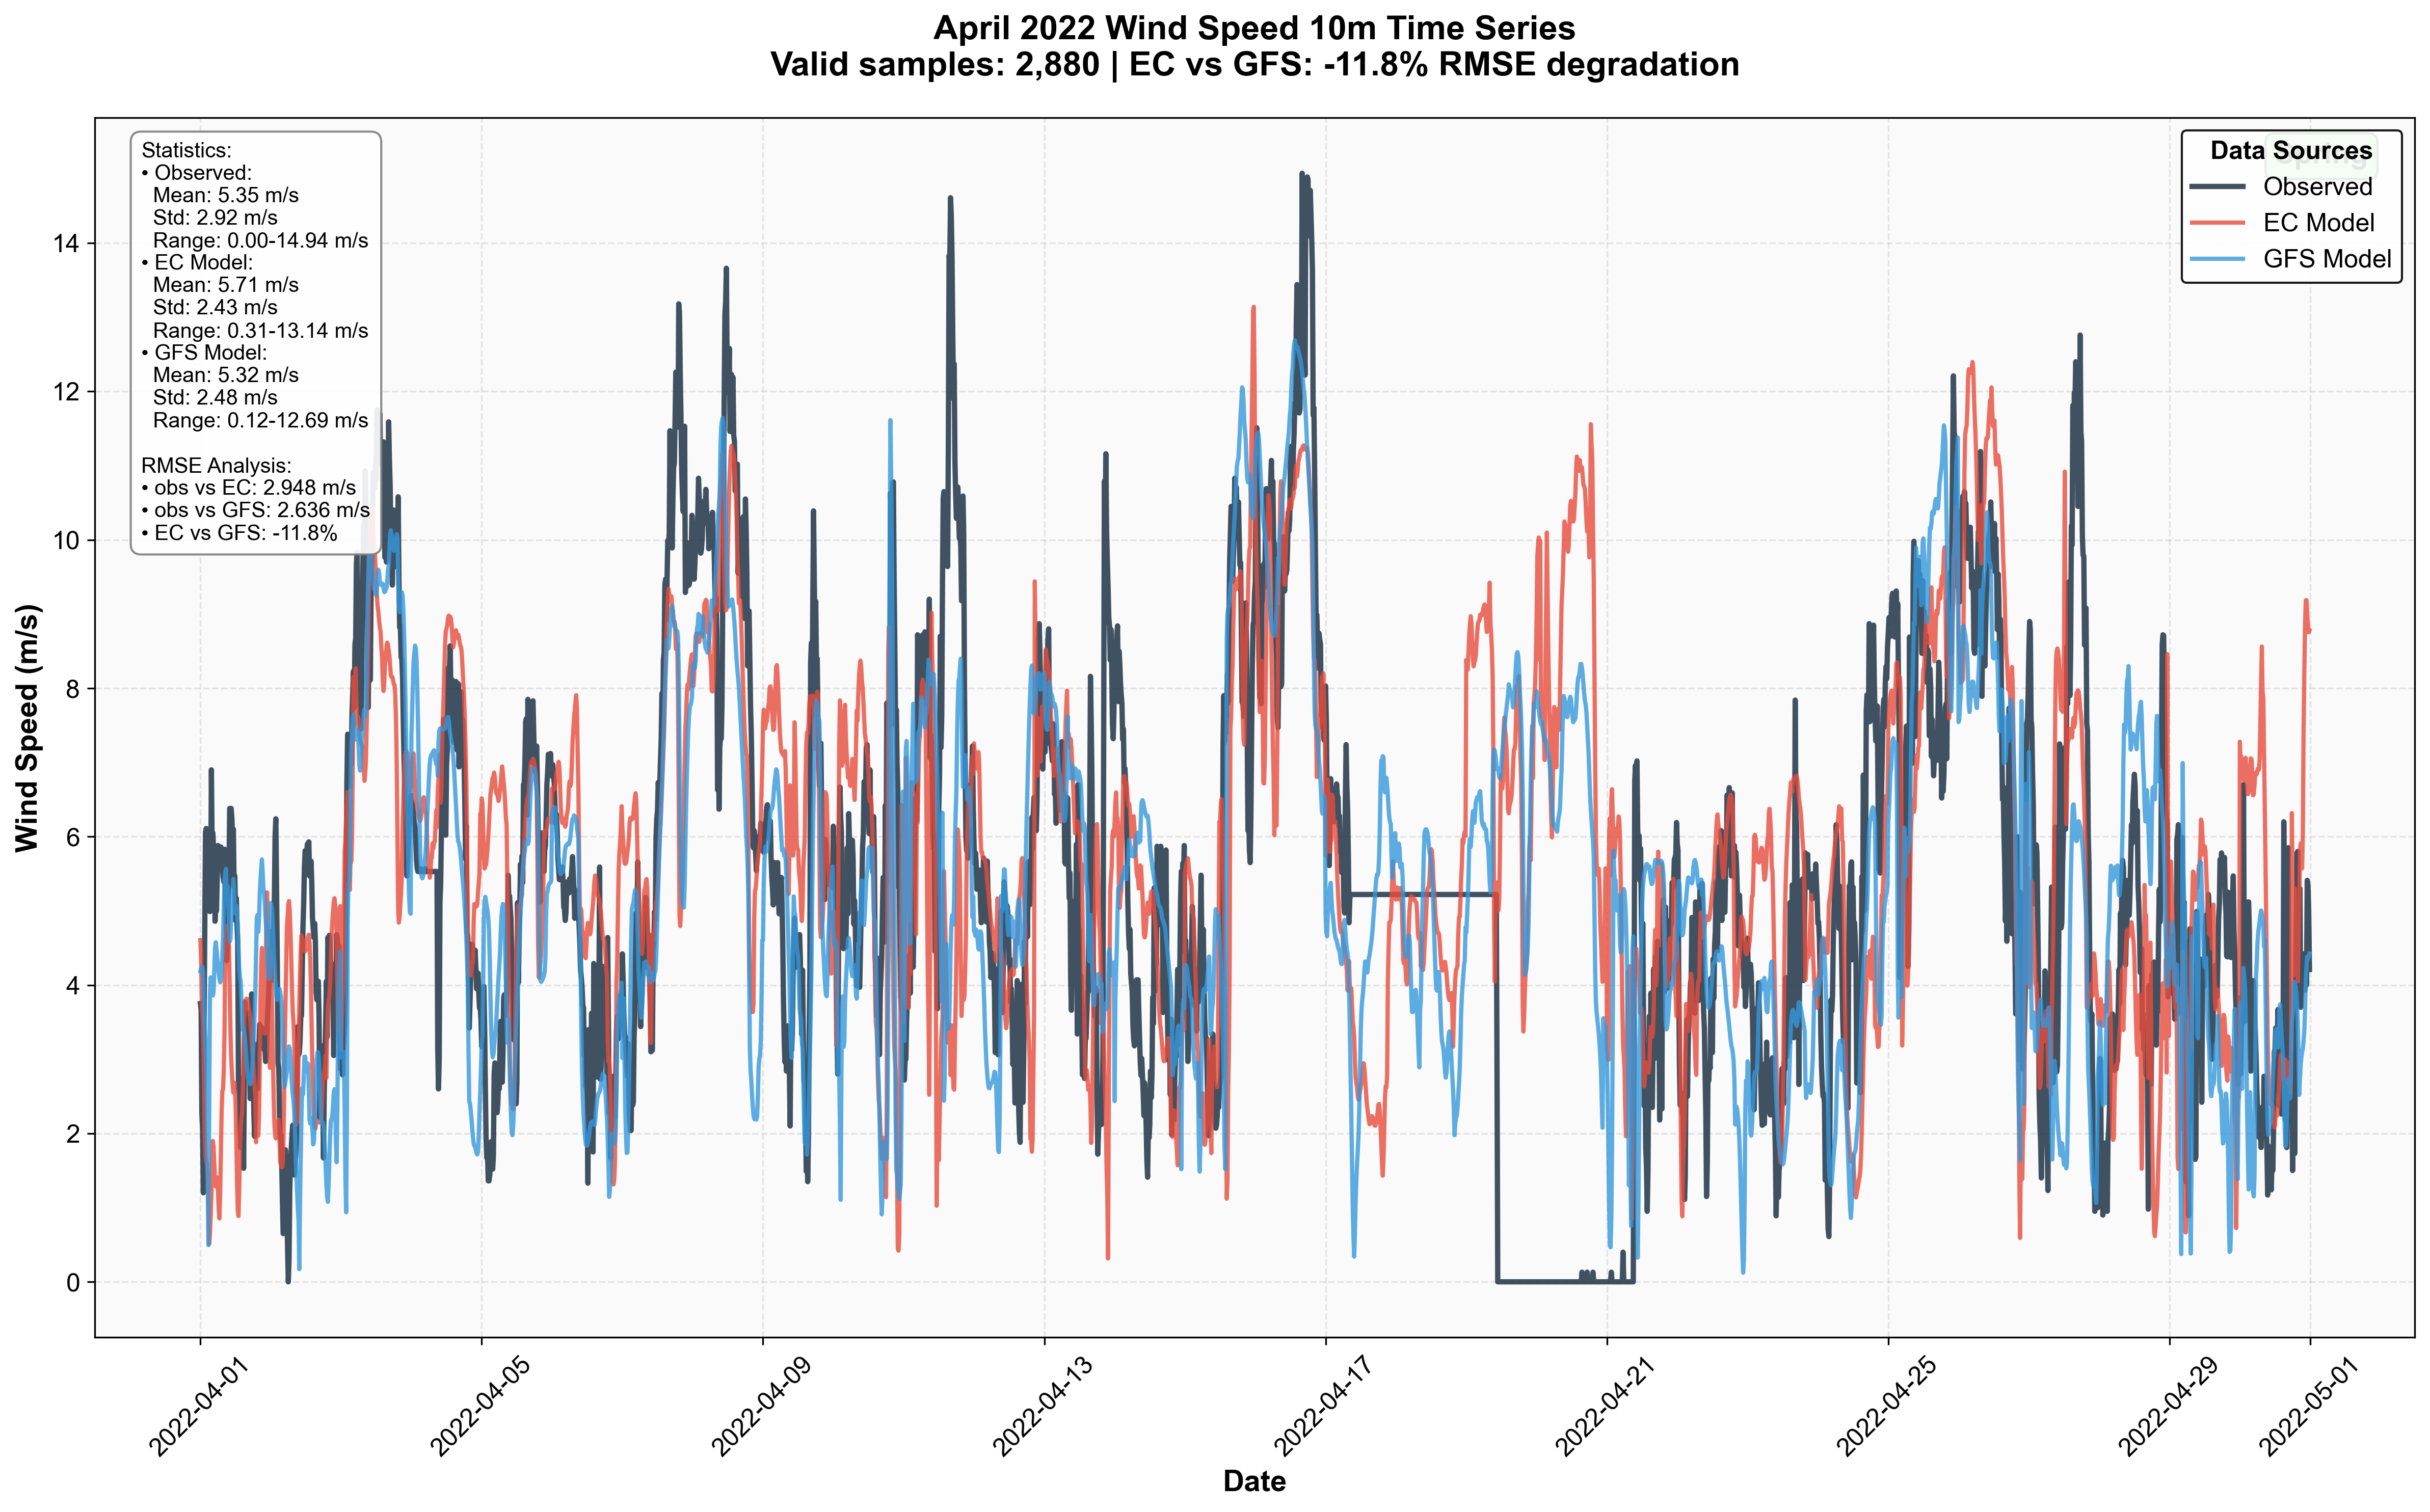 April 2022 Wind Speed 10m Time Series
Valid samples: 2,880 | EC vs GFS: -11.8% RMSE degradation
Statistics:
• Observed:
Mean: 5.35 m/s
Std: 2.92 m/s
Range: 0.00-14.94 m/s
• EC Model:
Mean: 5.71 m/s
Std: 2.43 m/s
Range: 0.31-13.14 m/s
• GFS Model:
Mean: 5.32 m/s
Std: 2.48 m/s
Range: 0.12-12.69 m/s
RMSE Analysis:
• obs vs EC: 2.948 m/s
• obs vs GFS: 2.636 m/s
• EC vs GFS: -11.8%
Data Sources
Observed
EC Model
GFS Model
Wind Speed (m/s)
14
12
10
8
6
4
2
0
2022-04-01
2022-04-05
2022-04-09
2022-04-13
2022-04-17
2022-04-21
2022-04-25
2022-04-29
2022-05-01
Date